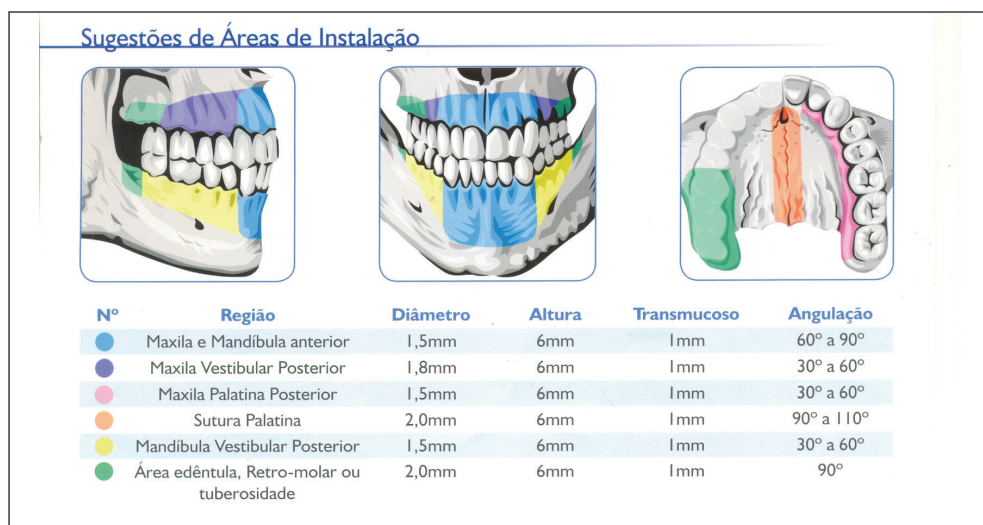 Sugestões de Áreas de Instalação
Nº Região Diâmetro Altura Transmucoso Angulação
Maxila e Mandíbula anterior 1,5mm 6mm 1mm 60º a 90º
Maxila Vestibular Posterior 1,8mm 6mm 1mm 30º a 60º
Maxila Palatina Posterior 1,5mm 6mm 1mm 30º a 60º
Sutura Palatina 2,0mm 6mm 1mm 90º a 110º
Mandíbula Vestibular Posterior 1,5mm 6mm 1mm 30º a 60º
Área edêntula, Retro-molar ou 2,0mm 6mm 1mm 90º
tuberosidade